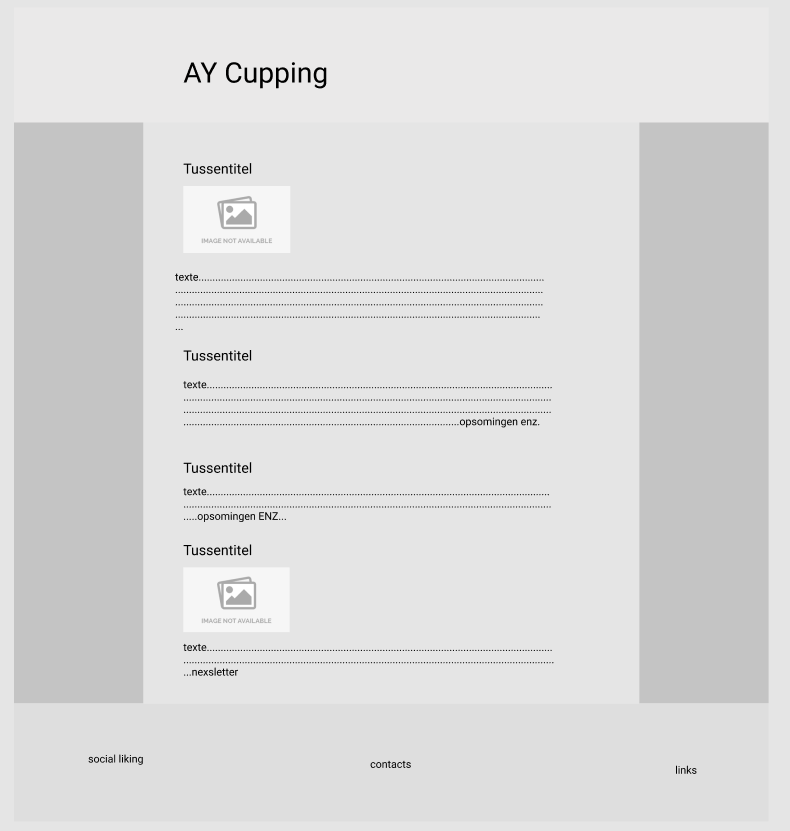 AY Cupping
Tussentitel
IMAGE NOT AVAILABLE
texte..............................................................................................................................
......................................................................................................................................
......................................................................................................................................
.....................................................................................................................................
...
Tussentitel
texte..............................................................................................................................
......................................................................................................................................
......................................................................................................................................
.....................................................................................................opsomingen enz.
Tussentitel
texte.............................................................................................................................
......................................................................................................................................
.....opsomingen ENZ...
Tussentitel
IMAGE NOT AVAILABLE
texte..............................................................................................................................
.......................................................................................................................................
...nexsletter
social liking
contacts
links